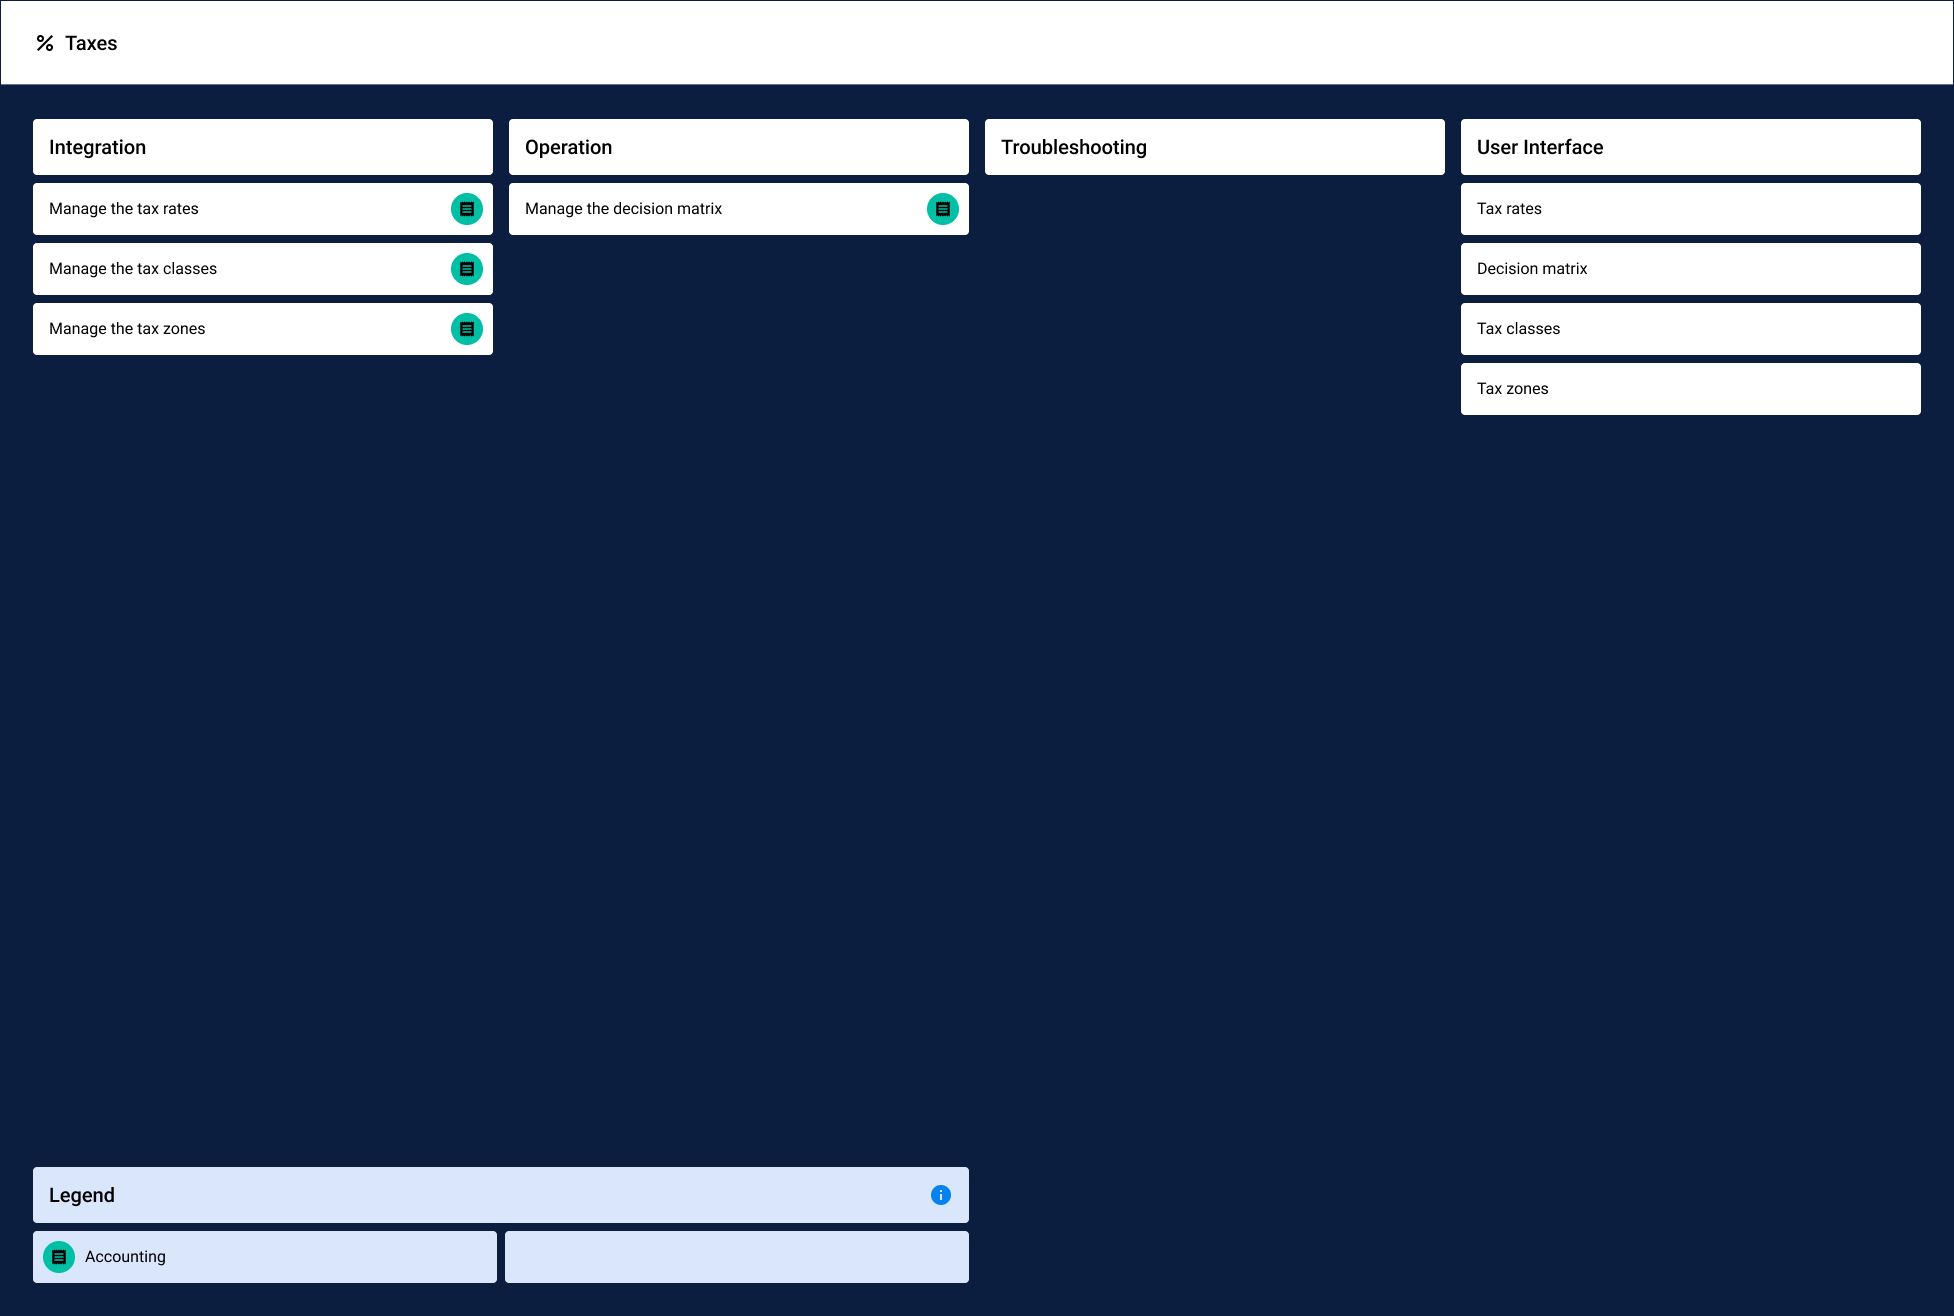 Taxes
Integration
Manage the tax rates
Manage the tax classes
Manage the tax zones
Operation
Manage the decision matrix
Troubleshooting
User Interface
Tax rates
Decision matrix
Tax classes
Tax zones
Legend
Accounting